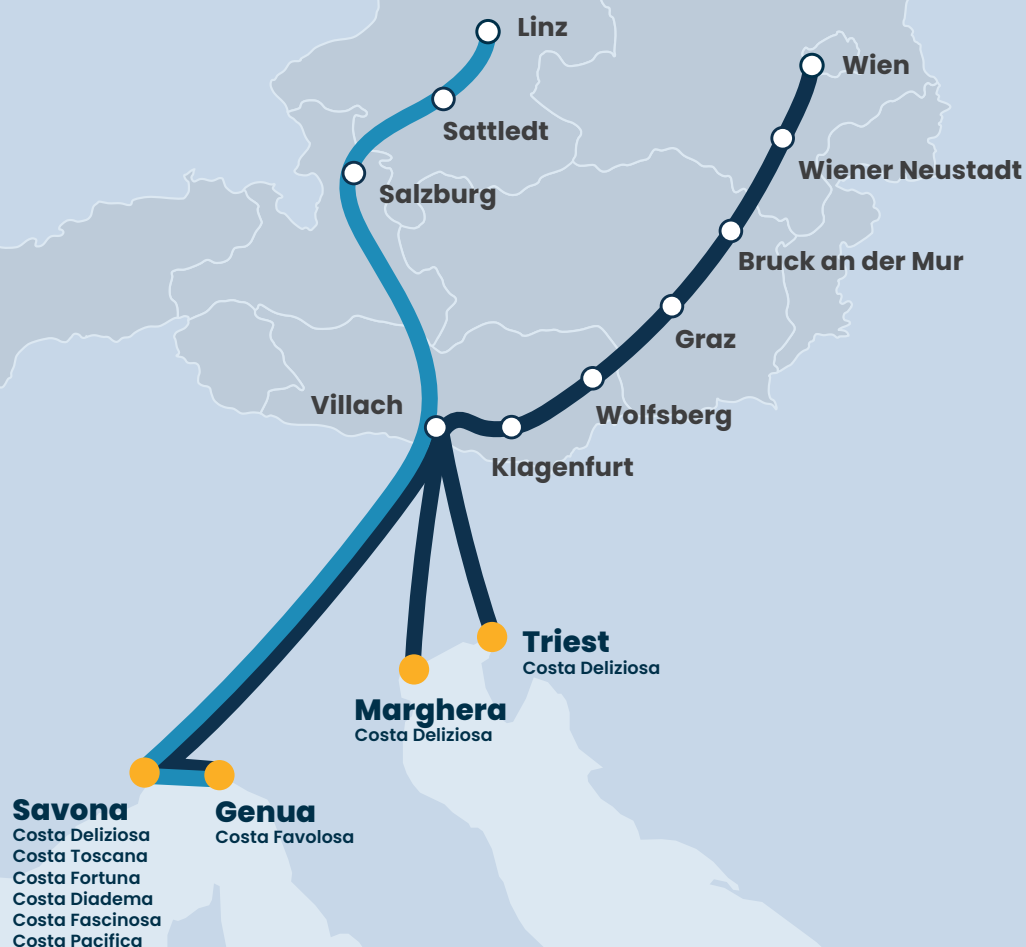 Linz
Wien
Sattledt
Wiener Neustadt
Salzburg
Bruck an der Mur
Graz
Villach
Wolfsberg
Klagenfurt
Triest
Costa Deliziosa
Marghera
Costa Deliziosa
Savona
Costa Deliziosa
Costa Toscana
Costa Fortuna
Costa Diadema
Costa Fascinosa
Costa Pacifica
Genua
Costa Favolosa